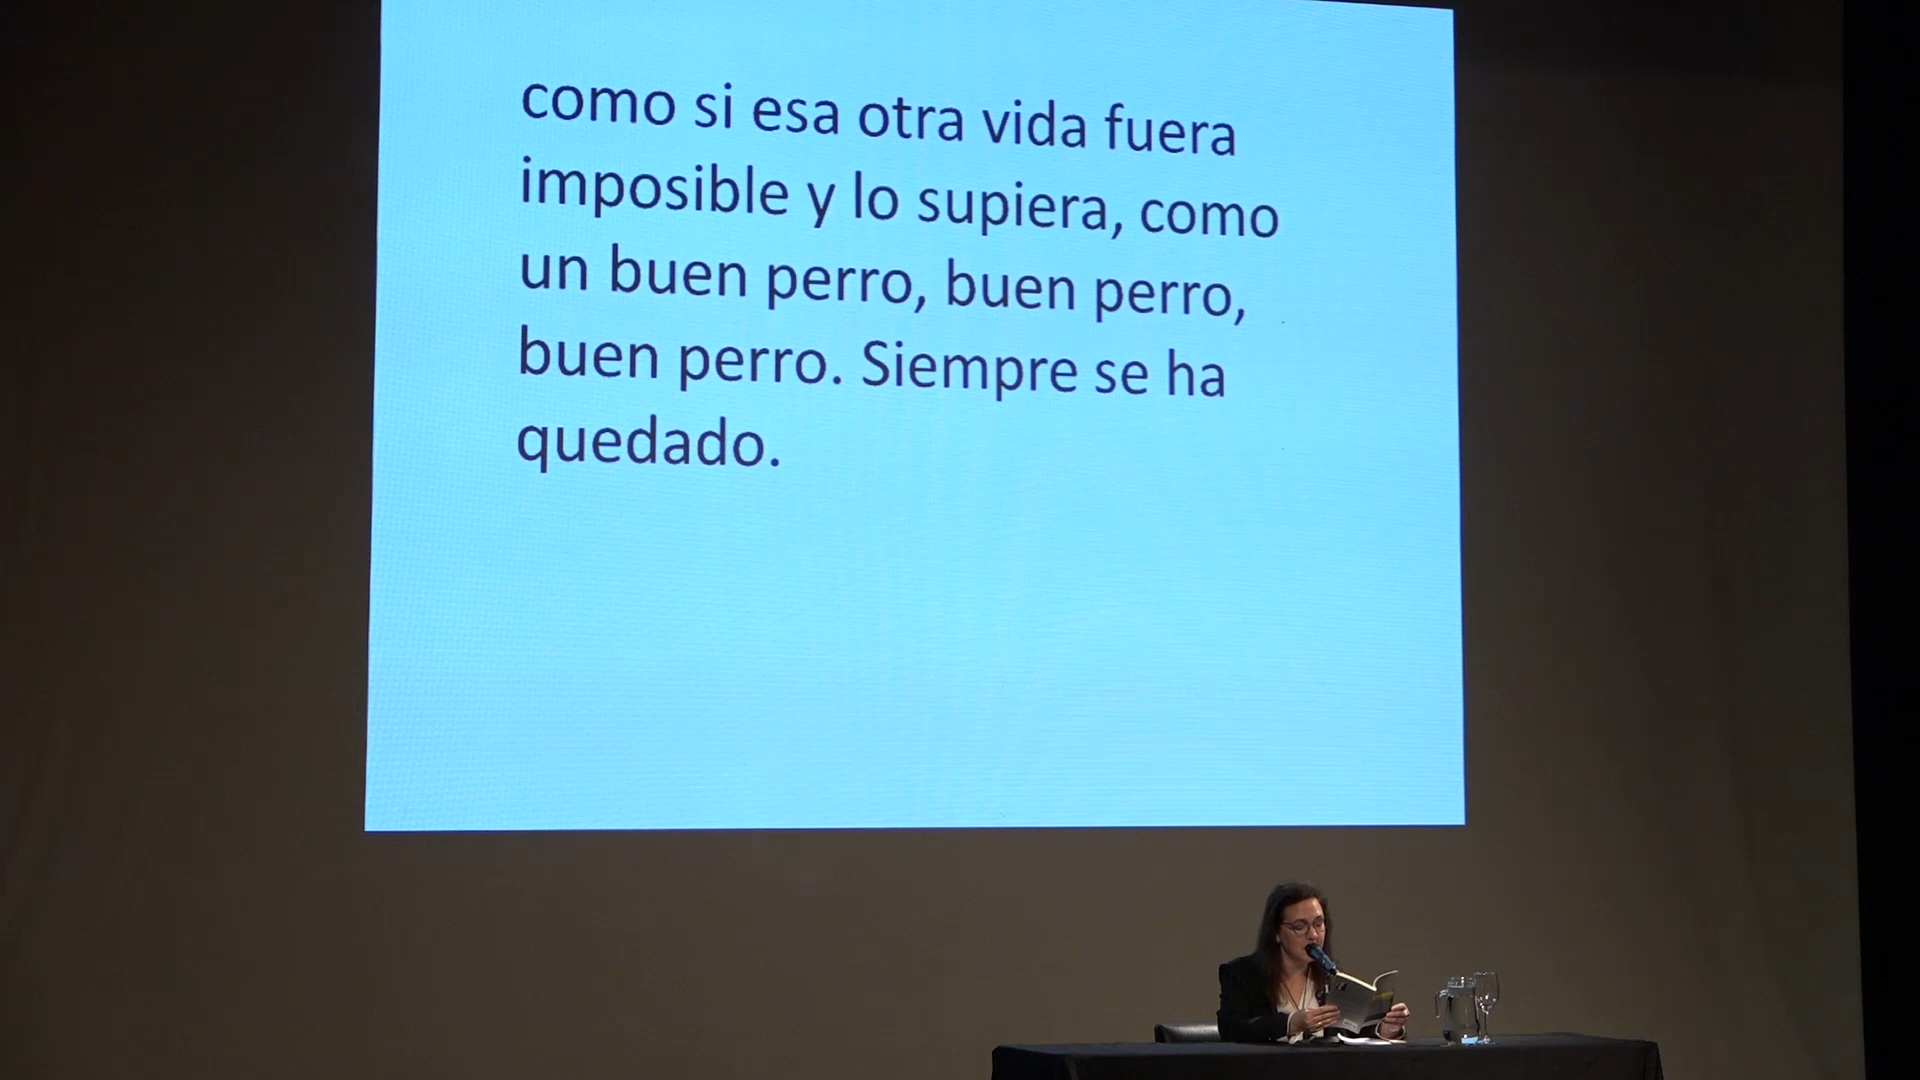 como si esa otra vida fuera
imposible y lo supiera, como
un buen perro, buen perro,
buen perro. Siempre se ha
quedado.